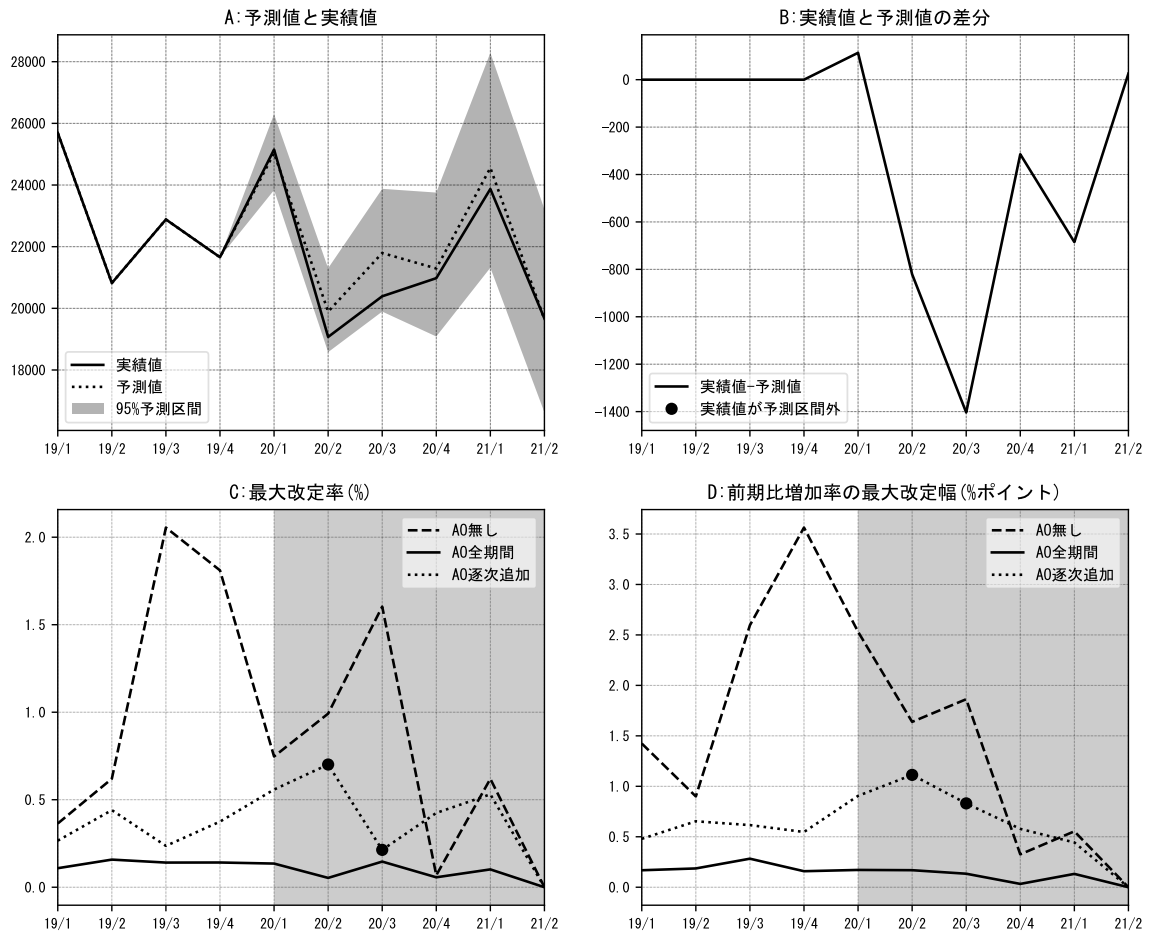 A:予測値と実績値
28000
26000
24000
22000
20000
18000
実績値
予測値
95%予測区間
19/1 19/2 19/3 19/4 20/1 20/2 20/3 20/4 21/1 21/2
B:実績値と予測値の差分
0
−200
−400
−600
−800
−1000
−1200
−1400
実績値-予測値
実績値が予測区間外
19/1 19/2 19/3 19/4 20/1 20/2 20/3 20/4 21/1 21/2
C:最大改定率(%)
2.0
1.5
1.0
0.5
0.0
AO無し
AO全期間
AO逐次追加
19/1 19/2 19/3 19/4 20/1 20/2 20/3 20/4 21/1 21/2
D:前期比増加率の最大改定幅(%ポイント)
3.5
3.0
2.5
2.0
1.5
1.0
0.5
0.0
AO無し
AO全期間
AO逐次追加
19/1 19/2 19/3 19/4 20/1 20/2 20/3 20/4 21/1 21/2